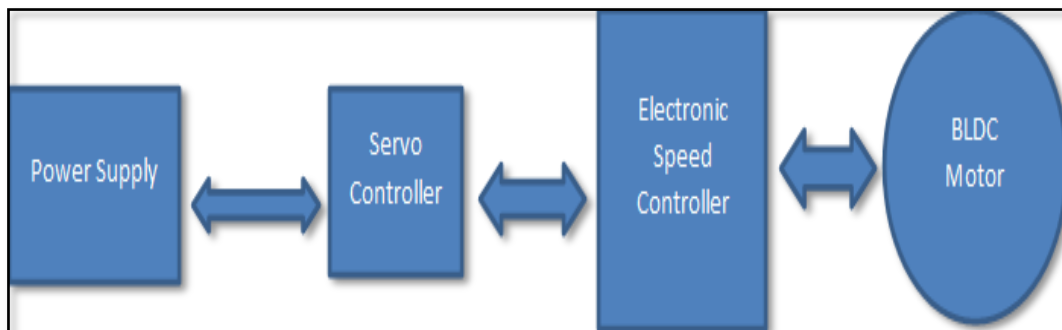 Power Supply
Servo
Controller
Electronic
Speed
Controller
BLDC
Motor